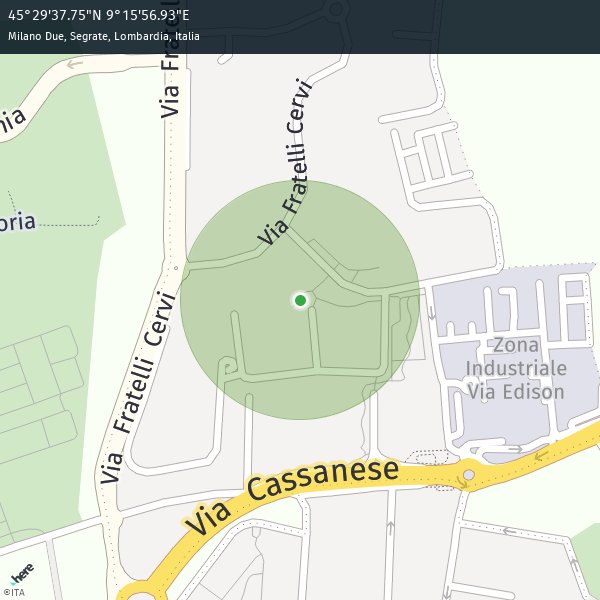 45°29'37.75"N 9°15'56.93"E
Milano Due, Segrate, Lombardia, Italia
Via Fratelli
Via Fratelli Cervi
Via Fratelli Cervi
Via Cassanese
Zona
Industriale
Via Edison
here
©ITA